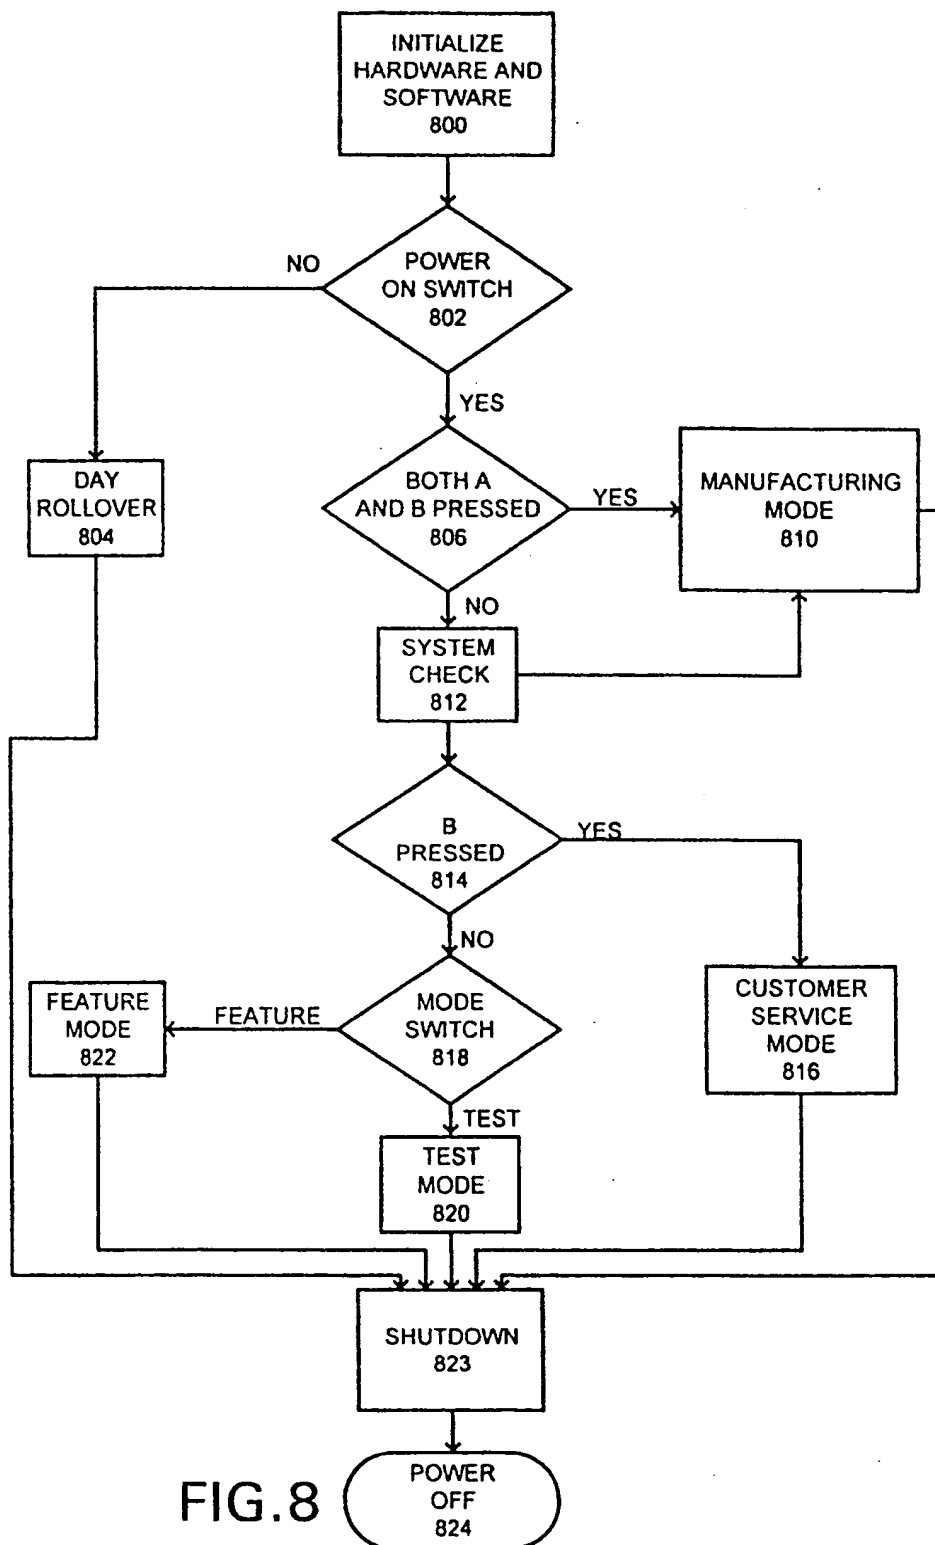 INITIALIZE
HARDWARE AND
SOFTWARE
800
NO
POWER
ON SWITCH
802
YES
DAY
ROLLOVER
804
BOTH A
AND B PRESSED
806
YES
MANUFACTURING
MODE
810
NO
SYSTEM
CHECK
812
B
PRESSED
814
YES
NO
FEATURE
MODE
822
FEATURE
MODE
SWITCH
818
CUSTOMER
SERVICE
MODE
816
TEST
TEST
MODE
820
SHUTDOWN
823
POWER
OFF
824
FIG.8